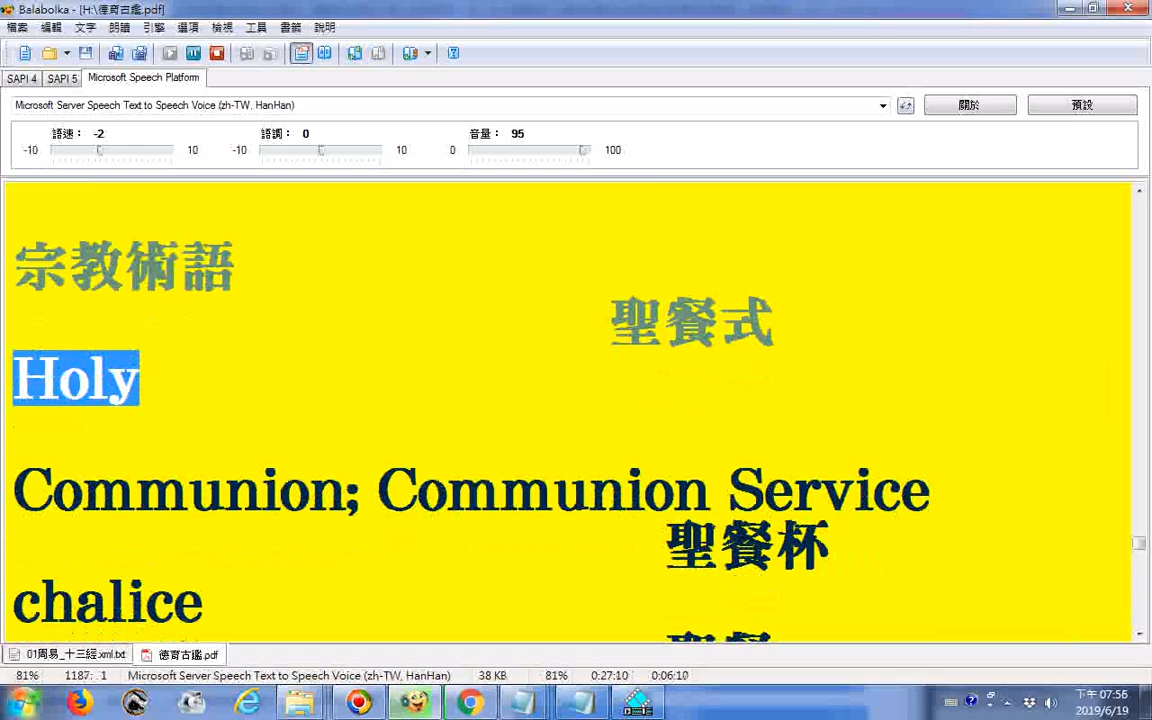 Balabolka - [H:\德育古鑑.pdf]
檔案 編輯 文字 朗讀 引擎 選項 檢視 工具 書籤 說明
SAPI 4 SAPI 5 Microsoft Speech Platform
Microsoft Server Speech Text to Speech Voice (zh-TW, HanHan) 關於 預設
語速： -2 語調： 0 音量： 95
-10 10 -10 10 0 100
宗教術語
聖餐式
Holy
Communion; Communion Service
聖餐杯
chalice
01周易_十三經.xml.txt 德育古鑑.pdf
81% 1187: 1 Microsoft Server Speech Text to Speech Voice (zh-TW, HanHan) 38 KB 81% 0:27:10 0:06:10
下午 07:56
2019/6/19